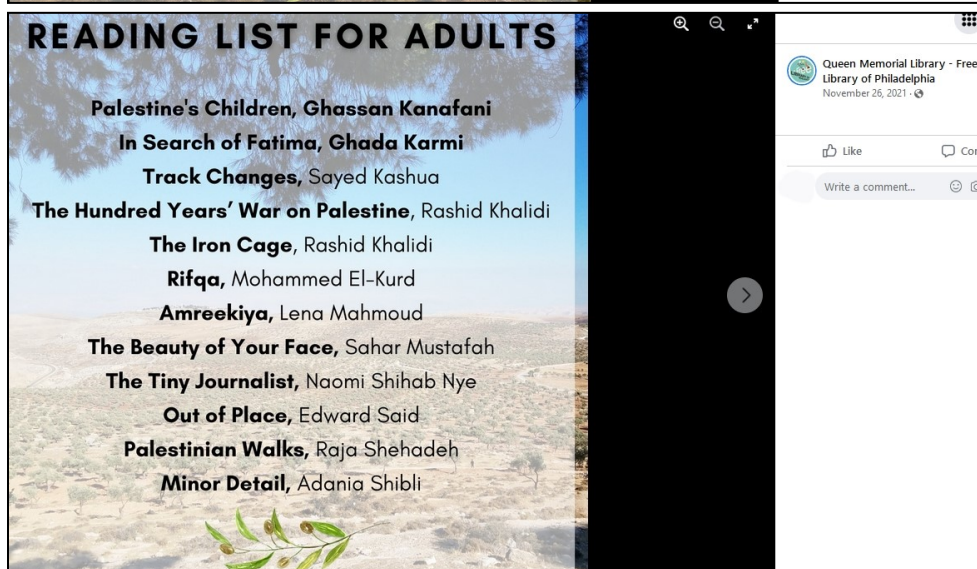 READING LIST FOR ADULTS
Palestine's Children, Ghassan Kanafani
In Search of Fatima, Ghada Karmi
Track Changes, Sayed Kashua
The Hundred Years’ War on Palestine, Rashid Khalidi
The Iron Cage, Rashid Khalidi
Rifqa, Mohammed El-Kurd
Amreekiya, Lena Mahmoud
The Beauty of Your Face, Sahar Mustafah
The Tiny Journalist, Naomi Shihab Nye
Out of Place, Edward Said
Palestinian Walks, Raja Shehadeh
Minor Detail, Adania Shibli
Queen Memorial Library - Free
Library of Philadelphia
November 26, 2021 ·
Like
Write a comment...